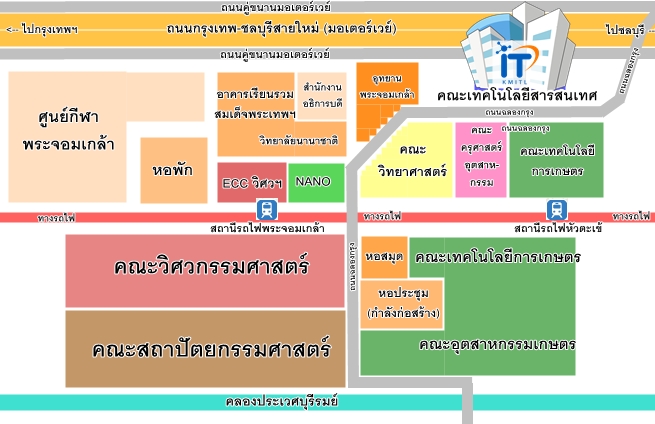 ถนนคู่ขนานมอเตอร์เวย์
<-- ไปกรุงเทพฯ
ถนนกรุงเทพ-ชลบุรีสายใหม่ (มอเตอร์เวย์)
ไปชลบุรี -->
ถนนคู่ขนานมอเตอร์เวย์
iT
KMITL
ถนนฉลองกรุง
คณะเทคโนโลยีสารสนเทศ
ถนนฉลองกรุง
ศูนย์กีฬา
พระจอมเกล้า
หอพัก
อาคารเรียนรวม
สมเด็จพระเทพฯ
สำนักงาน
อธิการบดี
วิทยาลัยนานาชาติ
อุทยาน
พระจอมเกล้า
ECC วิศวฯ
NANO
คณะ
วิทยาศาสตร์
คณะ
ครุศาสตร์
อุตสาห-
กรรม
ถนนฉลองกรุง
คณะเทคโนโลยี
การเกษตร
ทางรถไฟ
ทางรถไฟ
ทางรถไฟ
สถานีรถไฟพระจอมเกล้า
สถานีรถไฟหัวตะเข้
ถนนฉลองกรุง
คณะวิศวกรรมศาสตร์
คณะสถาปัตยกรรมศาสตร์
หอสมุด
คณะเทคโนโลยีการเกษตร
หอประชุม
(กำลังก่อสร้าง)
คณะอุตสาหกรรมเกษตร
คลองประเวศบุรีรมย์